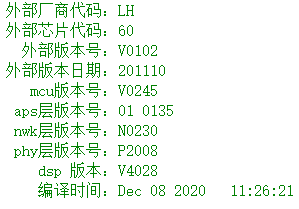 外部厂商代码：LH
外部芯片代码：60
外部版本号：V0102
外部版本日期：201110
mcu版本号：V0245
aps层版本号：01 0135
nwk层版本号：N0230
phy层版本号：P2008
dsp 版本：V4028
编译时间：Dec 08 2020   11:26:21